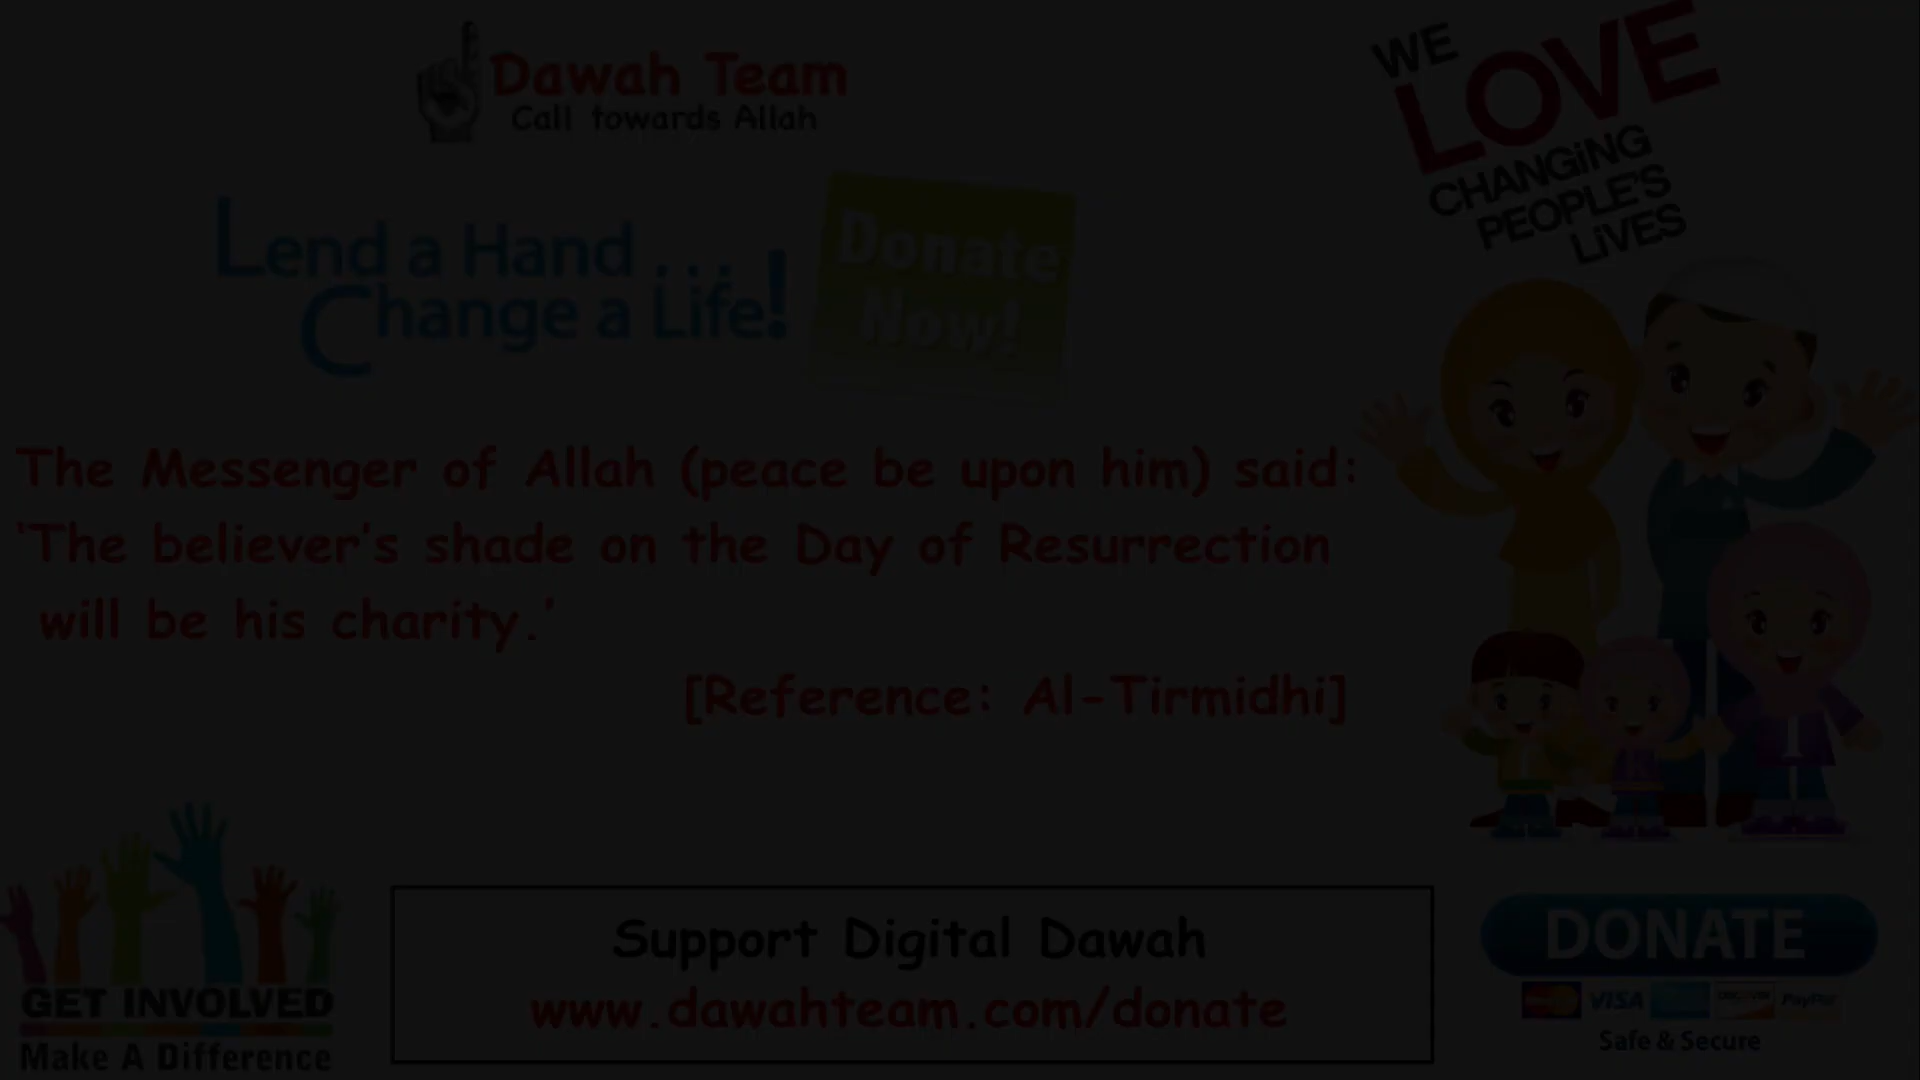 Dawah Team
Call towards Allah
WE
LOVE
CHANGiNG
PEOPLE'S
LiVES
Lend a Hand ...
Change a Life!
Donate
Now!
The Messenger of Allah (peace be upon him) said:
'The believer's shade on the Day of Resurrection
will be his charity.'
[Reference: Al-Tirmidhi]
GET INVOLVED
Make A Difference
Support Digital Dawah
www.dawahteam.com/donate
DONATE
VISA
DISCOVER
PayPal
Safe & Secure